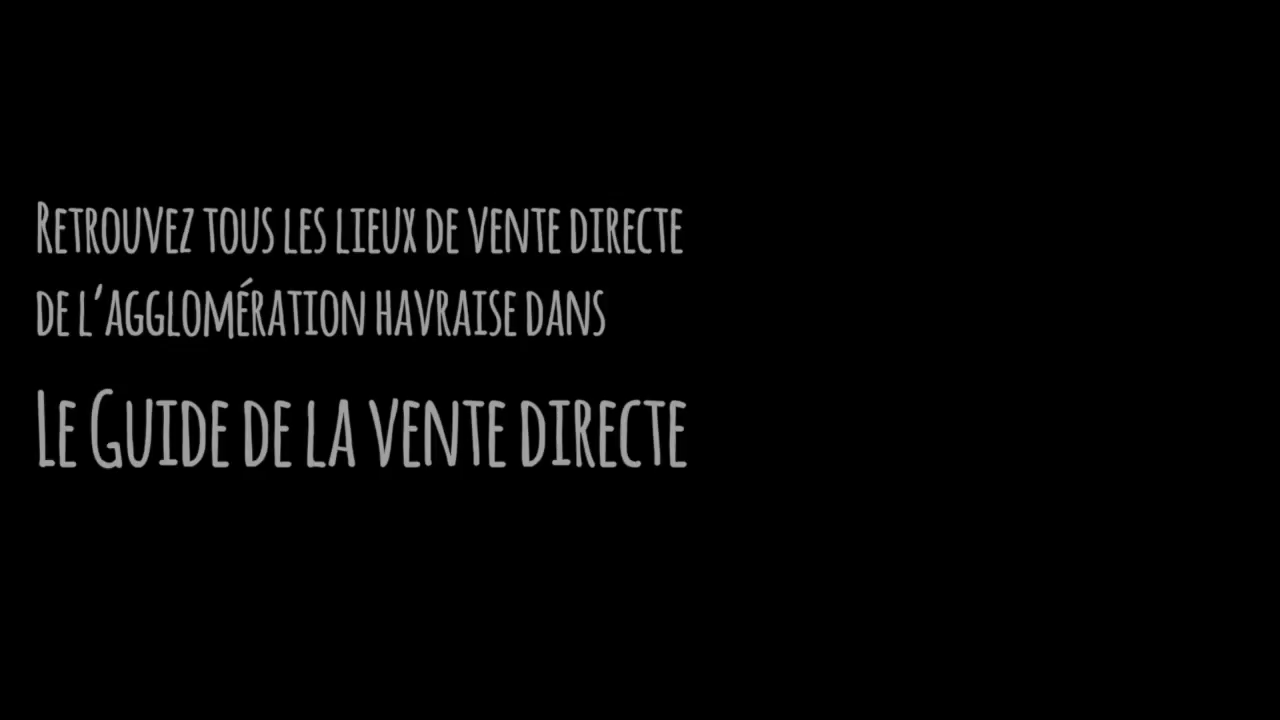 Retrouvez tous les lieux de vente directe
de l’agglomération havraise dans
Le Guide de la vente directe